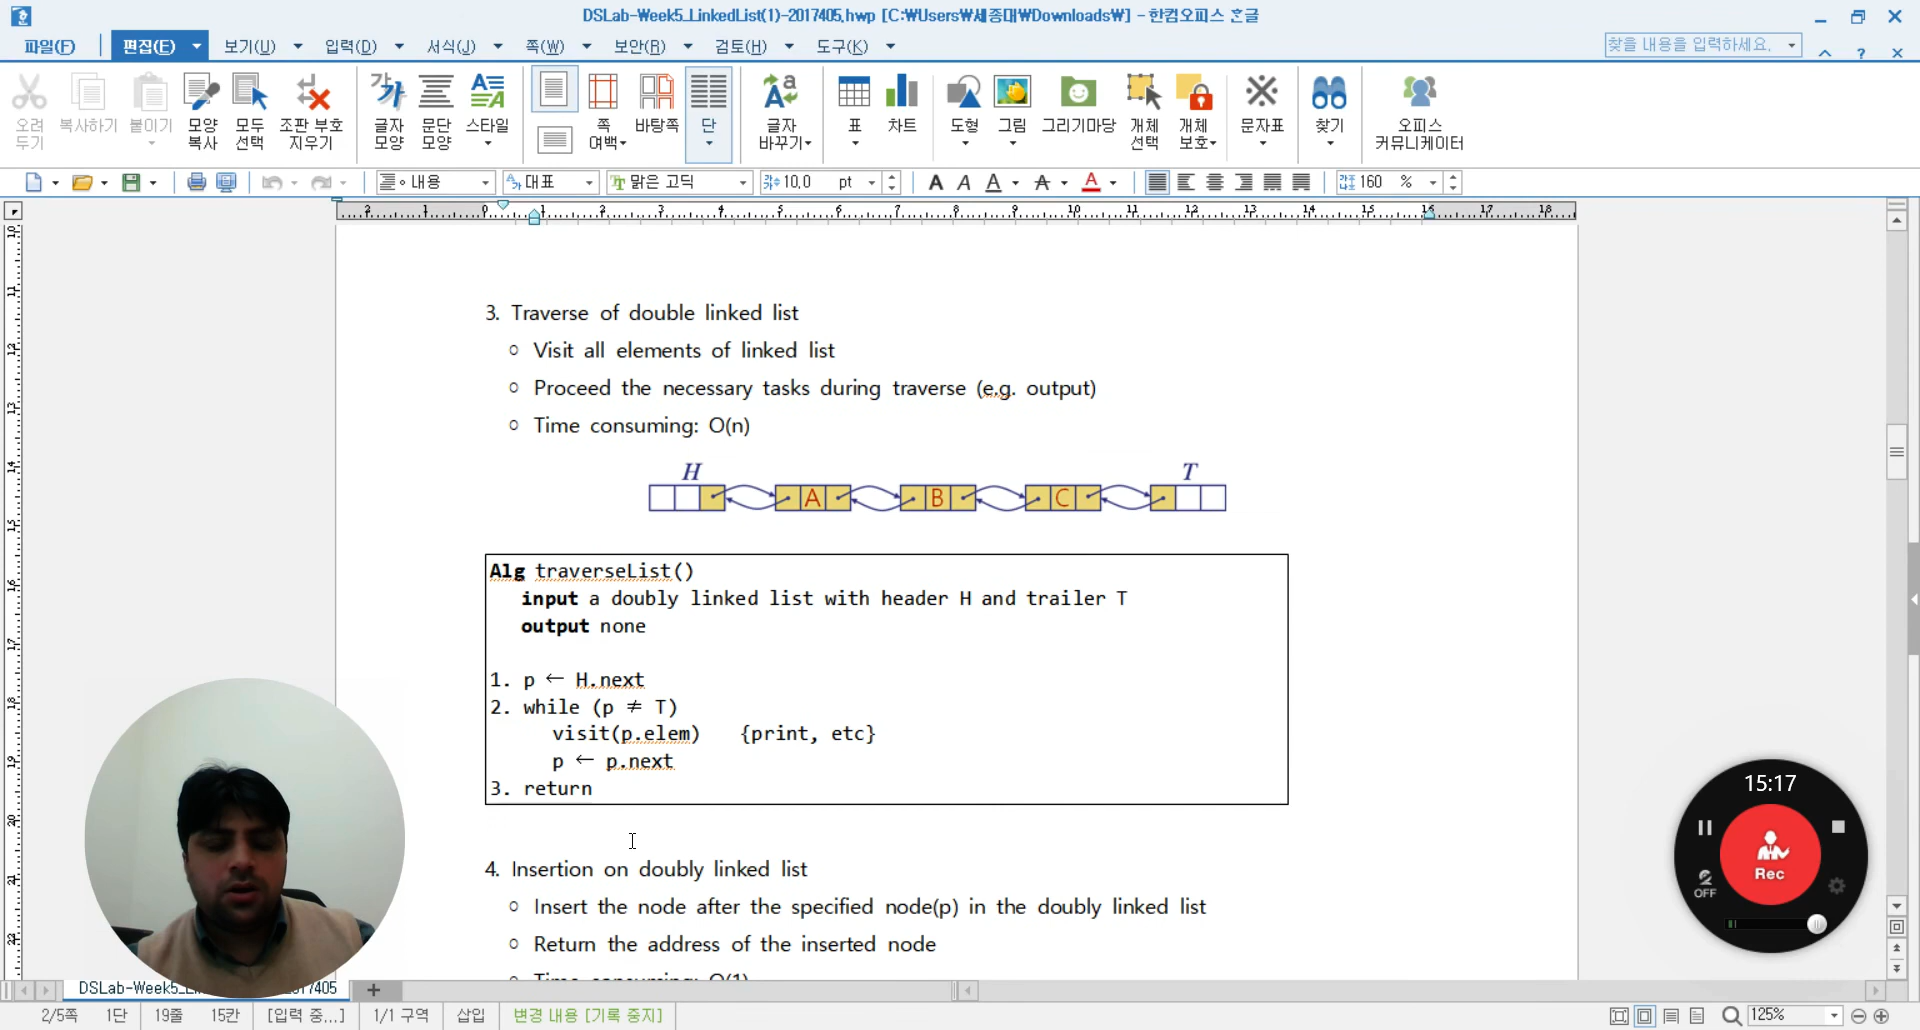 DSLab-Week5_LinkedList(1)-2017405.hwp [C:\Users\세종대\Downloads\] - 한컴오피스 한글
파일(F) 편집(E) 보기(U) 입력(D) 서식(J) 쪽(W) 보안(R) 검토(H) 도구(K) 찾을 내용을 입력하세요.
오려 두기 복사하기 붙이기 모양 복사 모두 선택 조판 부호 지우기 글자 모양 문단 모양 스타일 쪽 여백 바탕쪽 단 글자 바꾸기 표 차트 도형 그림 그리기마당 개체 선택 개체 보호 문자표 찾기 오피스 커뮤니케이터
내용 대표 맑은 고딕 10,0 pt 160 %
3. Traverse of double linked list
○ Visit all elements of linked list
○ Proceed the necessary tasks during traverse (e.g. output)
○ Time consuming: O(n)
H T
A B C
Alg traverseList()
input a doubly linked list with header H and trailer T
output none
1. p ← H.next
2. while (p ≠ T)
visit(p.elem) {print, etc}
p ← p.next
3. return
4. Insertion on doubly linked list
○ Insert the node after the specified node(p) in the doubly linked list
○ Return the address of the inserted node
○ Time consuming: O(1)
15:17
Rec
OFF
2/5쪽 1단 19줄 15칸 [입력 중...] 1/1 구역 삽입 변경 내용 [기록 중지] 125%